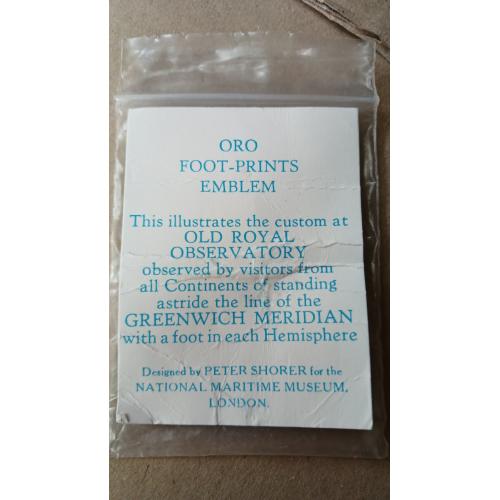 ORO
FOOT-PRINTS
EMBLEM
This illustrates the custom at
OLD ROYAL
OBSERVATORY
observed by visitors from
all Continents of standing
astride the line of the
GREENWICH MERIDIAN
with a foot in each Hemisphere
Designed by PETER SHORER for the
NATIONAL MARITIME MUSEUM,
LONDON.